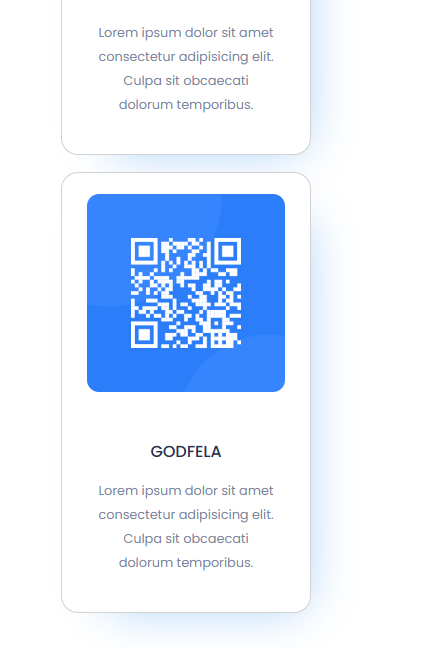 Lorem ipsum dolor sit amet
consectetur adipisicing elit.
Culpa sit obcaecati
dolorum temporibus.
GODFELA
Lorem ipsum dolor sit amet
consectetur adipisicing elit.
Culpa sit obcaecati
dolorum temporibus.